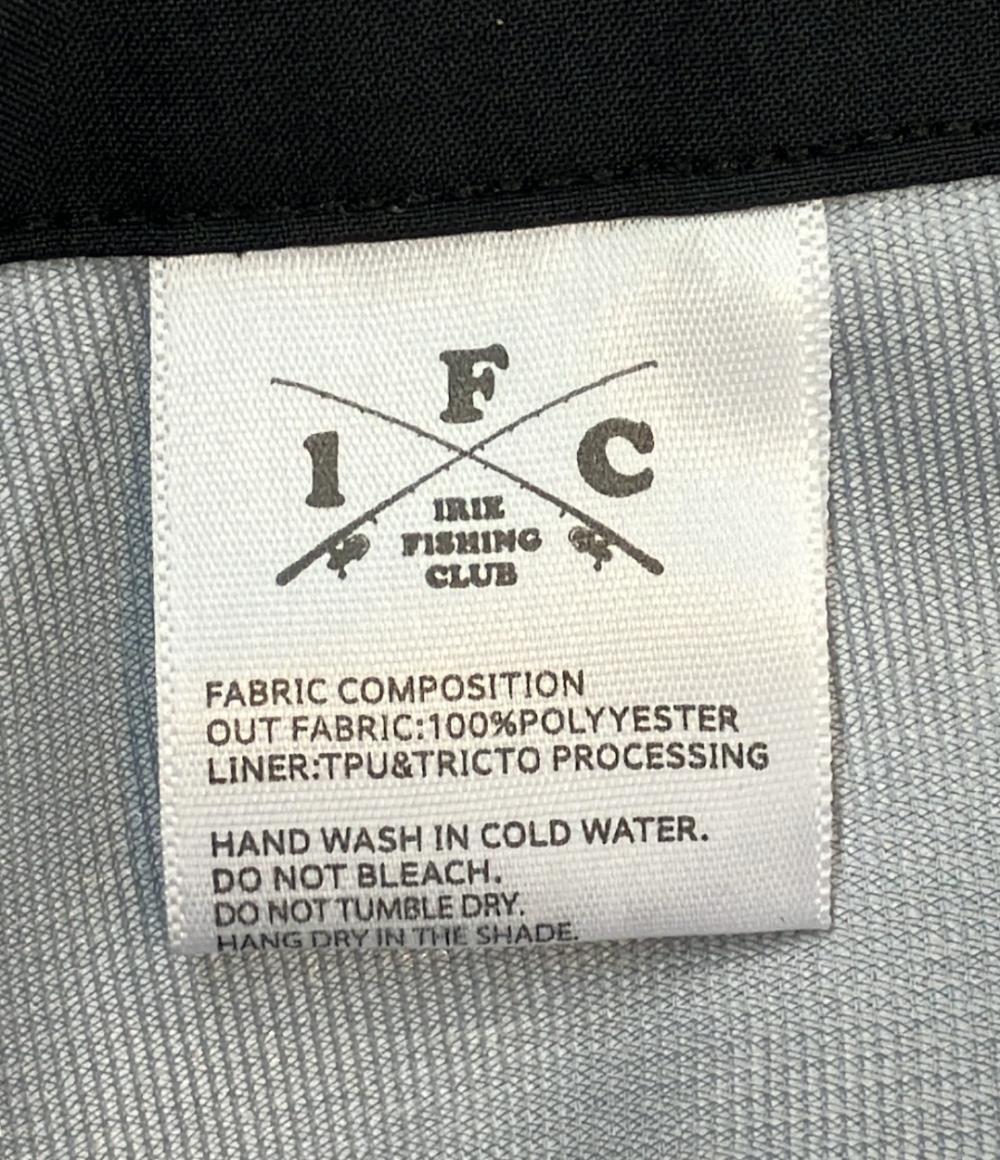 F
I C
IRIE
FISHING
CLUB
FABRIC COMPOSITION
OUT FABRIC:100%POLYYESTER
LINER:TPU&TRICTO PROCESSING
HAND WASH IN COLD WATER.
DO NOT BLEACH.
DO NOT TUMBLE DRY.
HANG DRY IN THE SHADE.